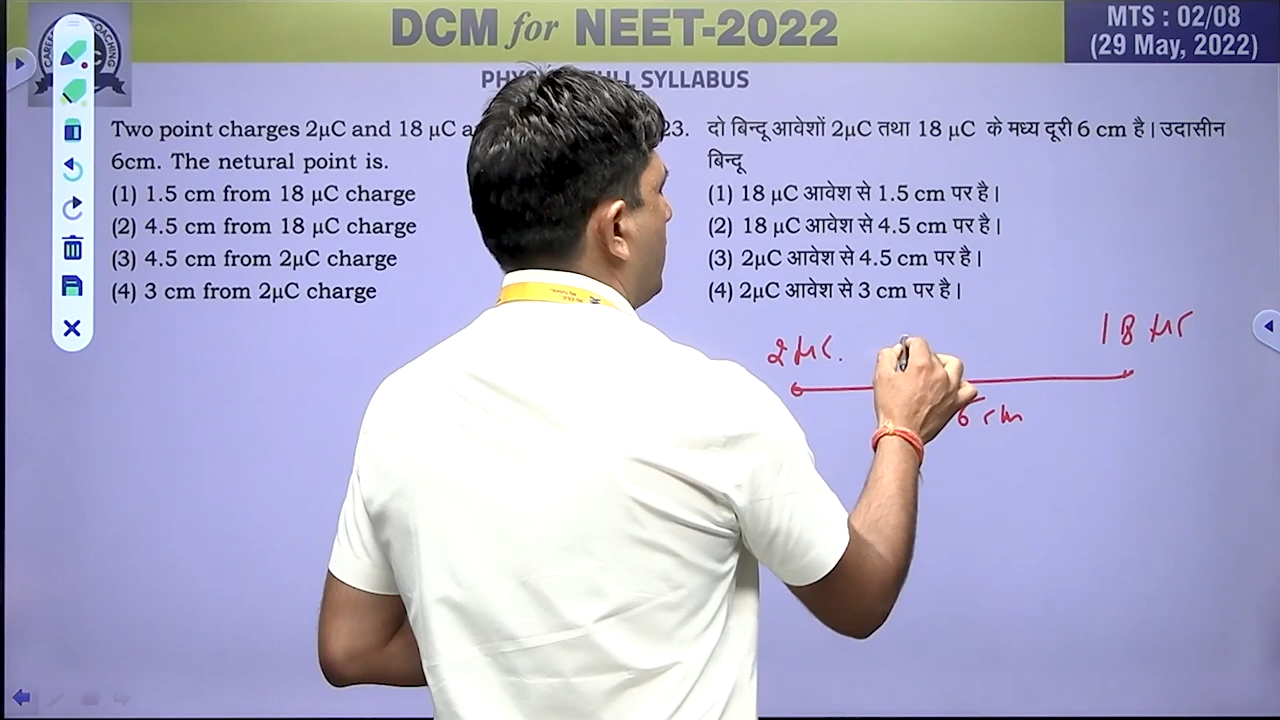 DCM for NEET-2022
MTS : 02/08
(29 May, 2022)
SYLLABUS
Two point charges 2μC and 18 μC
6cm. The netural point is.
(1) 1.5 cm from 18 μC charge
(2) 4.5 cm from 18 μC charge
(3) 4.5 cm from 2μC charge
(4) 3 cm from 2μC charge
23. दो बिन्दू आवेशों 2μC तथा 18 μC के मध्य दूरी 6 cm है। उदासीन
बिन्दू
(1) 18 μC आवेश से 1.5 cm पर है।
(2) 18 μC आवेश से 4.5 cm पर है।
(3) 2μC आवेश से 4.5 cm पर है।
(4) 2μC आवेश से 3 cm पर है।
2 μC.
18 μC
6 cm